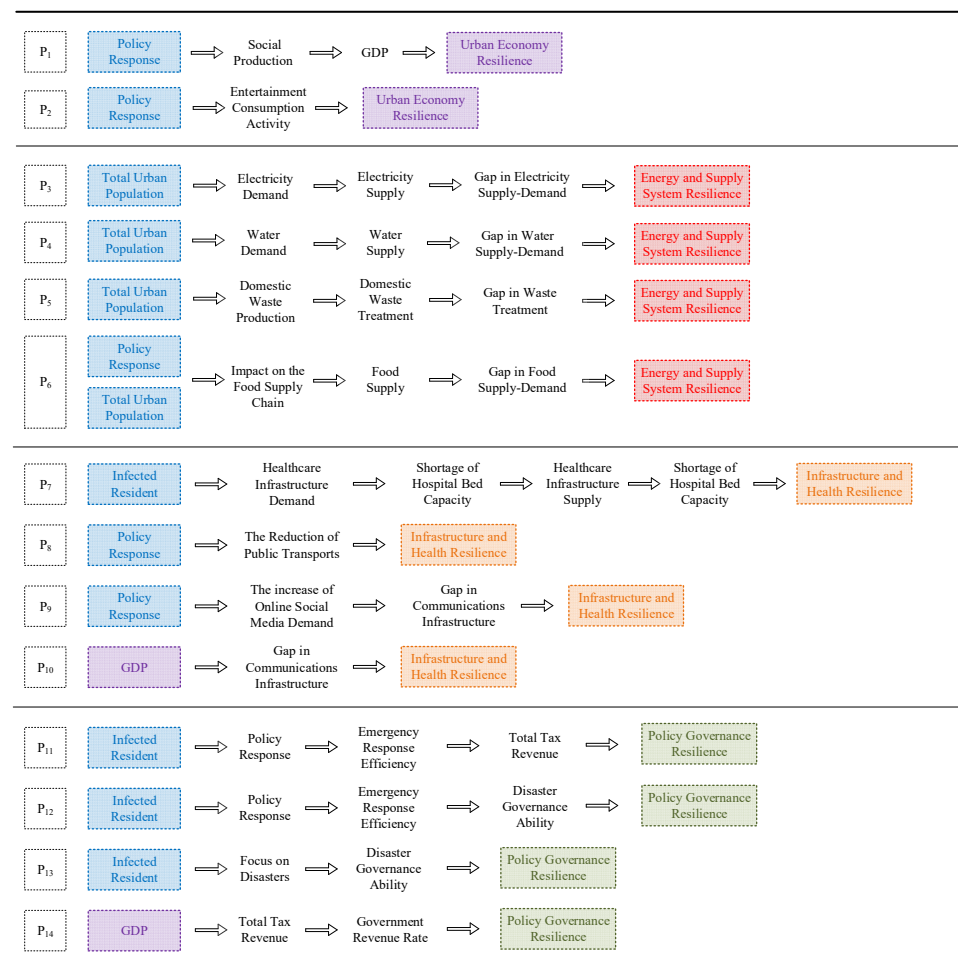 P1
Policy
Response
Social
Production
GDP
Urban Economy
Resilience
P2
Policy
Response
Entertainment
Consumption
Activity
Urban Economy
Resilience
P3
Total Urban
Population
Electricity
Demand
Electricity
Supply
Gap in Electricity
Supply-Demand
Energy and Supply
System Resilience
P4
Total Urban
Population
Water
Demand
Water
Supply
Gap in Water
Supply-Demand
Energy and Supply
System Resilience
P5
Total Urban
Population
Domestic
Waste
Production
Domestic
Waste
Treatment
Gap in Waste
Treatment
Energy and Supply
System Resilience
P6
Policy
Response
Total Urban
Population
Impact on the
Food Supply
Chain
Food
Supply
Gap in Food
Supply-Demand
Energy and Supply
System Resilience
P7
Infected
Resident
Healthcare
Infrastructure
Demand
Shortage of
Hospital Bed
Capacity
Healthcare
Infrastructure
Supply
Shortage of
Hospital Bed
Capacity
Infrastructure and
Health Resilience
P8
Policy
Response
The Reduction of
Public Transports
Infrastructure and
Health Resilience
P9
Policy
Response
The increase of
Online Social
Media Demand
Gap in
Communications
Infrastructure
Infrastructure and
Health Resilience
P10
GDP
Gap in
Communications
Infrastructure
Infrastructure and
Health Resilience
P11
Infected
Resident
Policy
Response
Emergency
Response
Efficiency
Total Tax
Revenue
Policy Governance
Resilience
P12
Infected
Resident
Policy
Response
Emergency
Response
Efficiency
Disaster
Governance
Ability
Policy Governance
Resilience
P13
Infected
Resident
Focus on
Disasters
Disaster
Governance
Ability
Policy Governance
Resilience
P14
GDP
Total Tax
Revenue
Government
Revenue Rate
Policy Governance
Resilience